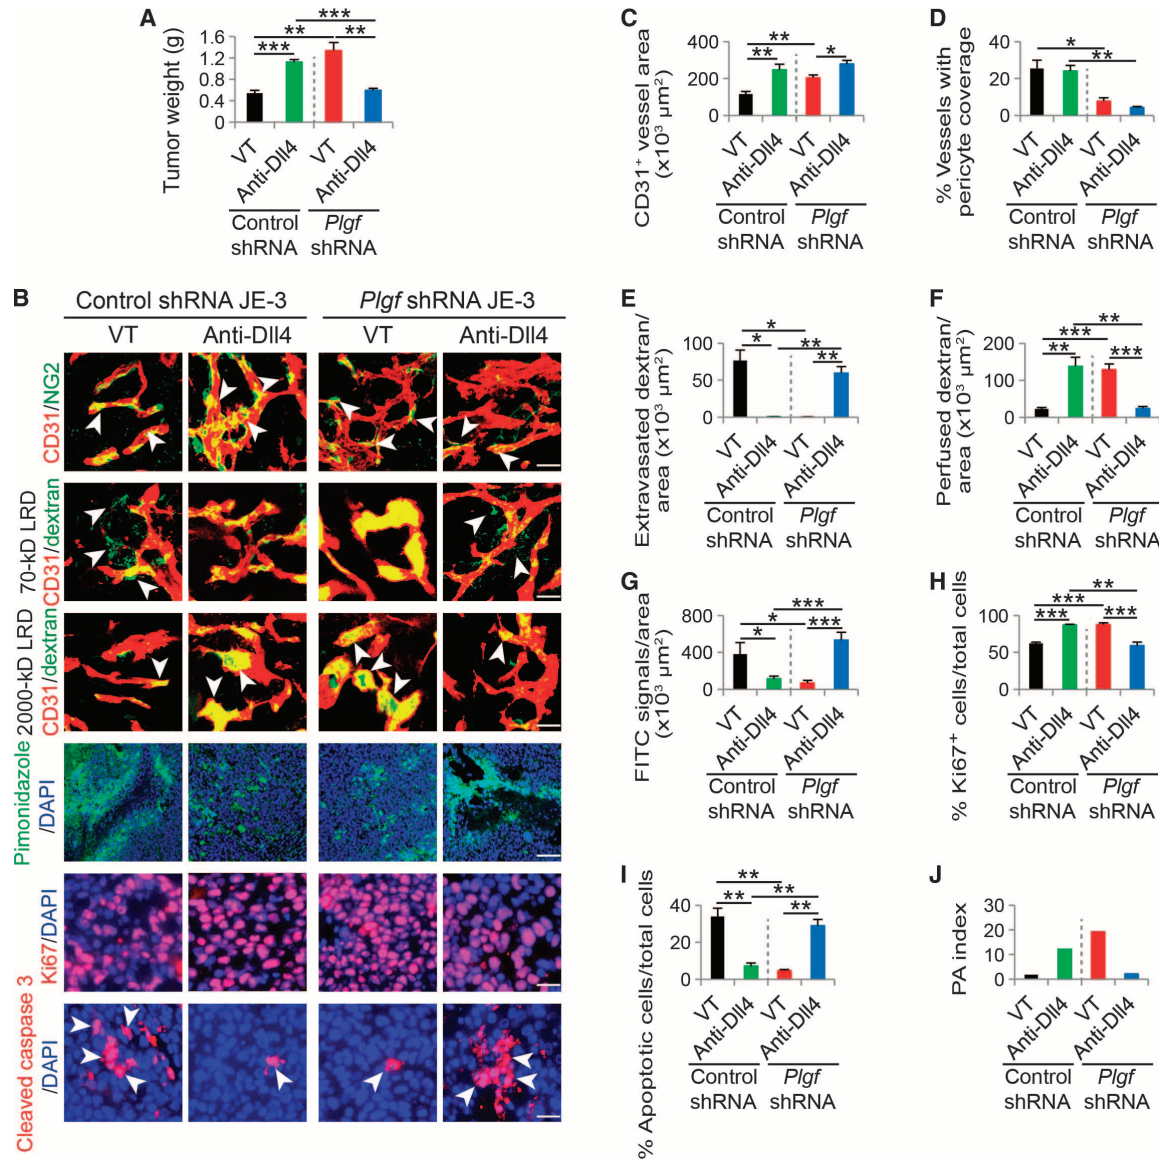 A
Tumor weight (g)
1.6
1.2
0.8
0.4
0
***
**
**
***
VT
Anti-Dll4
VT
Anti-Dll4
Control
shRNA
Plgf
shRNA
B
Control shRNA JE-3
Plgf shRNA JE-3
VT
Anti-Dll4
VT
Anti-Dll4
CD31/NG2
70-kD LRD
CD31/dextran
2000-kD LRD
CD31/dextran
Pimonidazole
/DAPI
Ki67/DAPI
Cleaved caspase 3
/DAPI
C
CD31⁺ vessel area
(x10³ µm²)
400
200
0
**
**
*
VT
Anti-Dll4
VT
Anti-Dll4
Control
shRNA
Plgf
shRNA
D
% Vessels with
pericyte coverage
40
20
0
*
**
VT
Anti-Dll4
VT
Anti-Dll4
Control
shRNA
Plgf
shRNA
E
Extravasated dextran/
area (x10³ µm²)
100
50
0
*
*
**
**
VT
Anti-Dll4
VT
Anti-Dll4
Control
shRNA
Plgf
shRNA
F
Perfused dextran/
area (x10³ µm²)
200
100
0
**
***
**
***
VT
Anti-Dll4
VT
Anti-Dll4
Control
shRNA
Plgf
shRNA
G
FITC signals/area
(x10³ µm²)
800
400
0
***
*
*
***
VT
Anti-Dll4
VT
Anti-Dll4
Control
shRNA
Plgf
shRNA
H
% Ki67⁺ cells/total cells
100
50
0
**
***
***
***
VT
Anti-Dll4
VT
Anti-Dll4
Control
shRNA
Plgf
shRNA
I
% Apoptotic cells/total cells
40
20
0
**
**
**
**
VT
Anti-Dll4
VT
Anti-Dll4
Control
shRNA
Plgf
shRNA
J
PA index
30
20
10
0
VT
Anti-Dll4
VT
Anti-Dll4
Control
shRNA
Plgf
shRNA